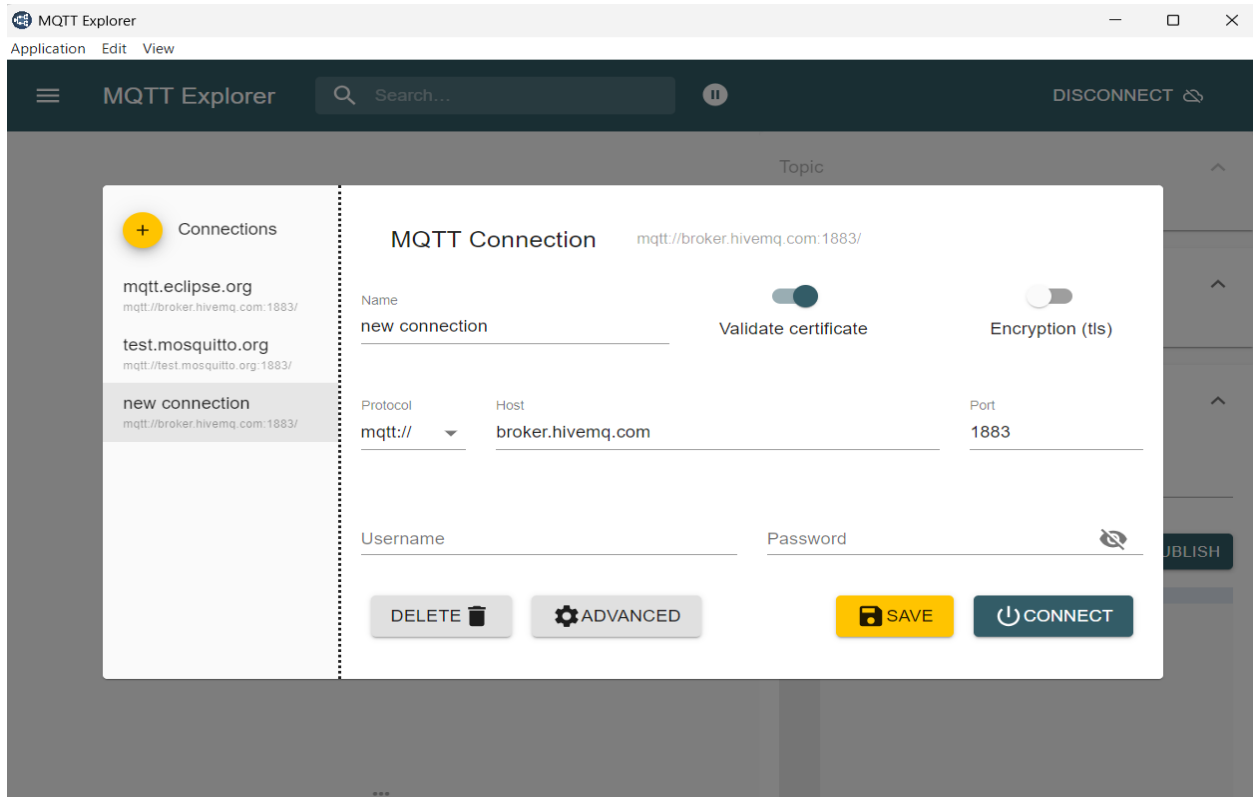 MQTT Explorer
Application Edit View
MQTT Explorer Search... DISCONNECT
Topic
Connections
mqtt.eclipse.org
mqtt://broker.hivemq.com:1883/
test.mosquitto.org
mqtt://test.mosquitto.org:1883/
new connection
mqtt://broker.hivemq.com:1883/
MQTT Connection mqtt://broker.hivemq.com:1883/
Name
new connection
Validate certificate Encryption (tls)
Protocol Host Port
mqtt:// broker.hivemq.com 1883
Username Password
UBLISH
DELETE ADVANCED SAVE CONNECT